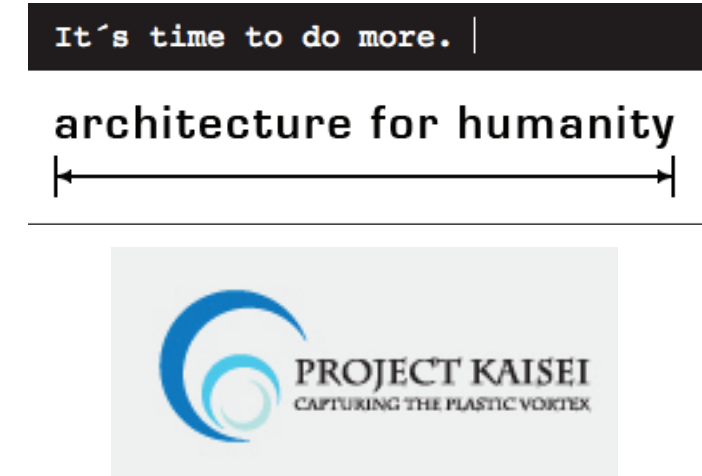 It´s time to do more.
architecture for humanity
PROJECT KAISEI
CAPTURING THE PLASTIC VORTEX